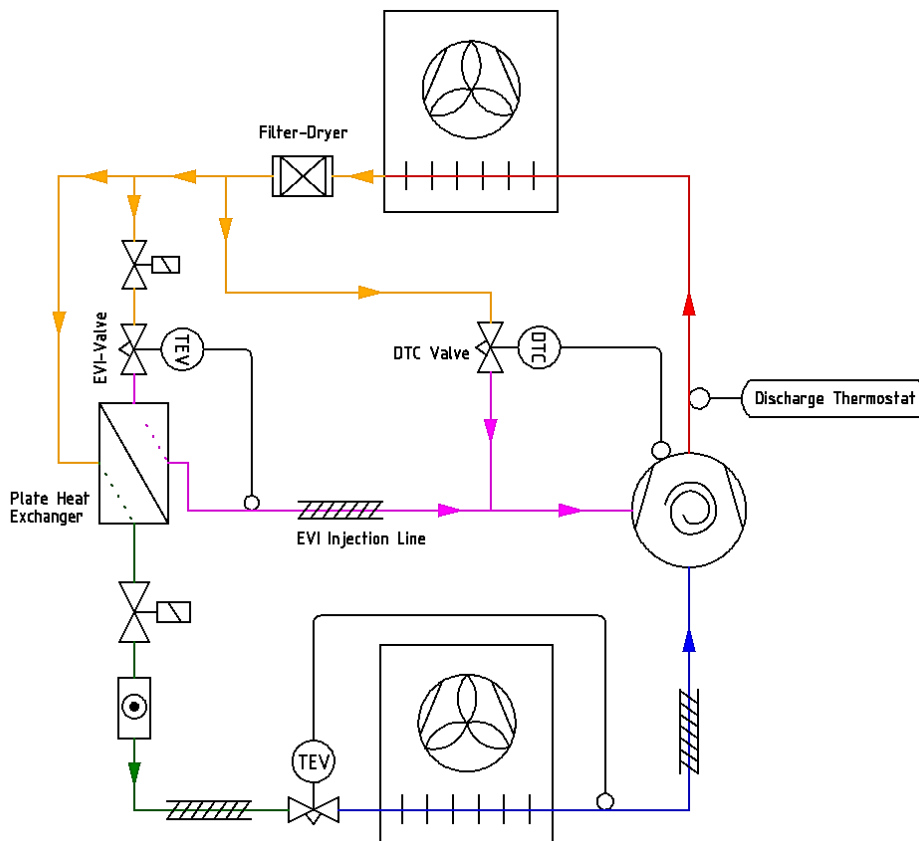 Filter-Dryer
EVI-Valve
TEV
DTC Valve
DTC
Discharge Thermostat
Plate Heat
Exchanger
EVI Injection Line
TEV